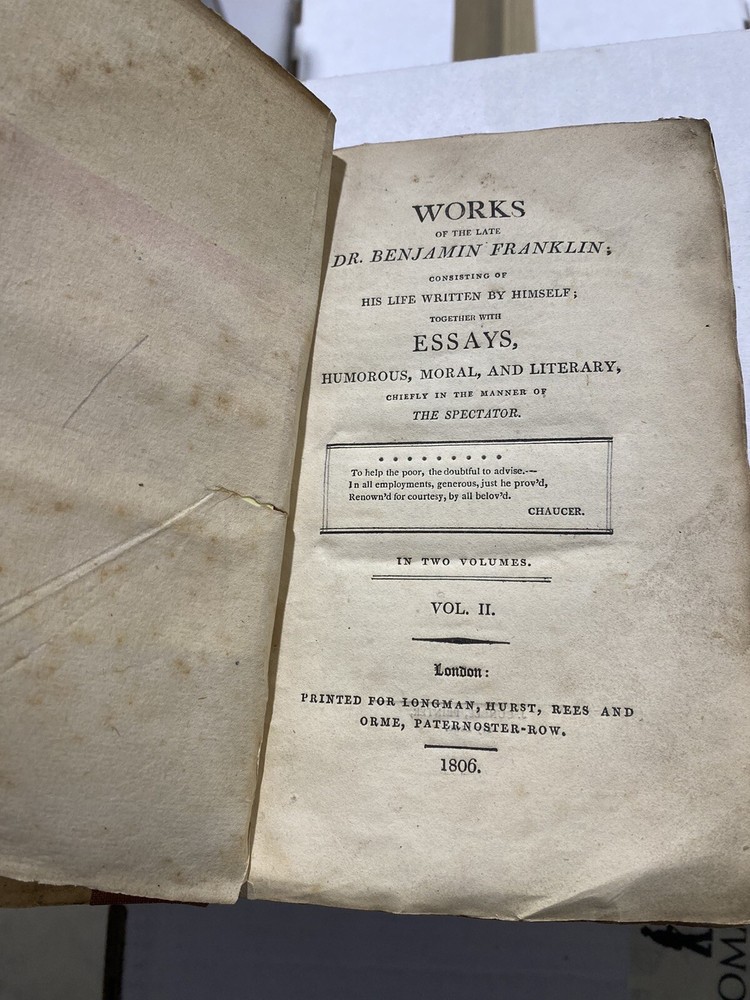 WORKS
OF THE LATE
DR. BENJAMIN FRANKLIN;
CONSISTING OF
HIS LIFE WRITTEN BY HIMSELF;
TOGETHER WITH
ESSAYS,
HUMOROUS, MORAL, AND LITERARY,
CHIEFLY IN THE MANNER OF
THE SPECTATOR.
To help the poor, the doubtful to advise.—
In all employments, generous, just he prov'd,
Renown'd for courtesy, by all belov'd.
CHAUCER.
IN TWO VOLUMES.
VOL. II.
London:
PRINTED FOR LONGMAN, HURST, REES AND
ORME, PATERNOSTER-ROW.
1806.